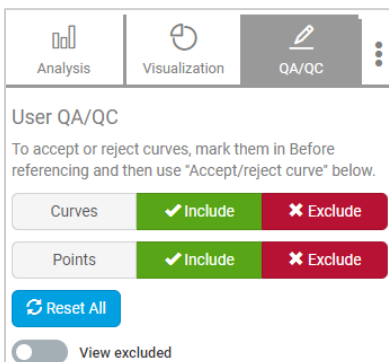 Analysis Visualization QA/QC
User QA/QC
To accept or reject curves, mark them in Before
referencing and then use "Accept/reject curve" below.
Curves Include Exclude
Points Include Exclude
Reset All
View excluded